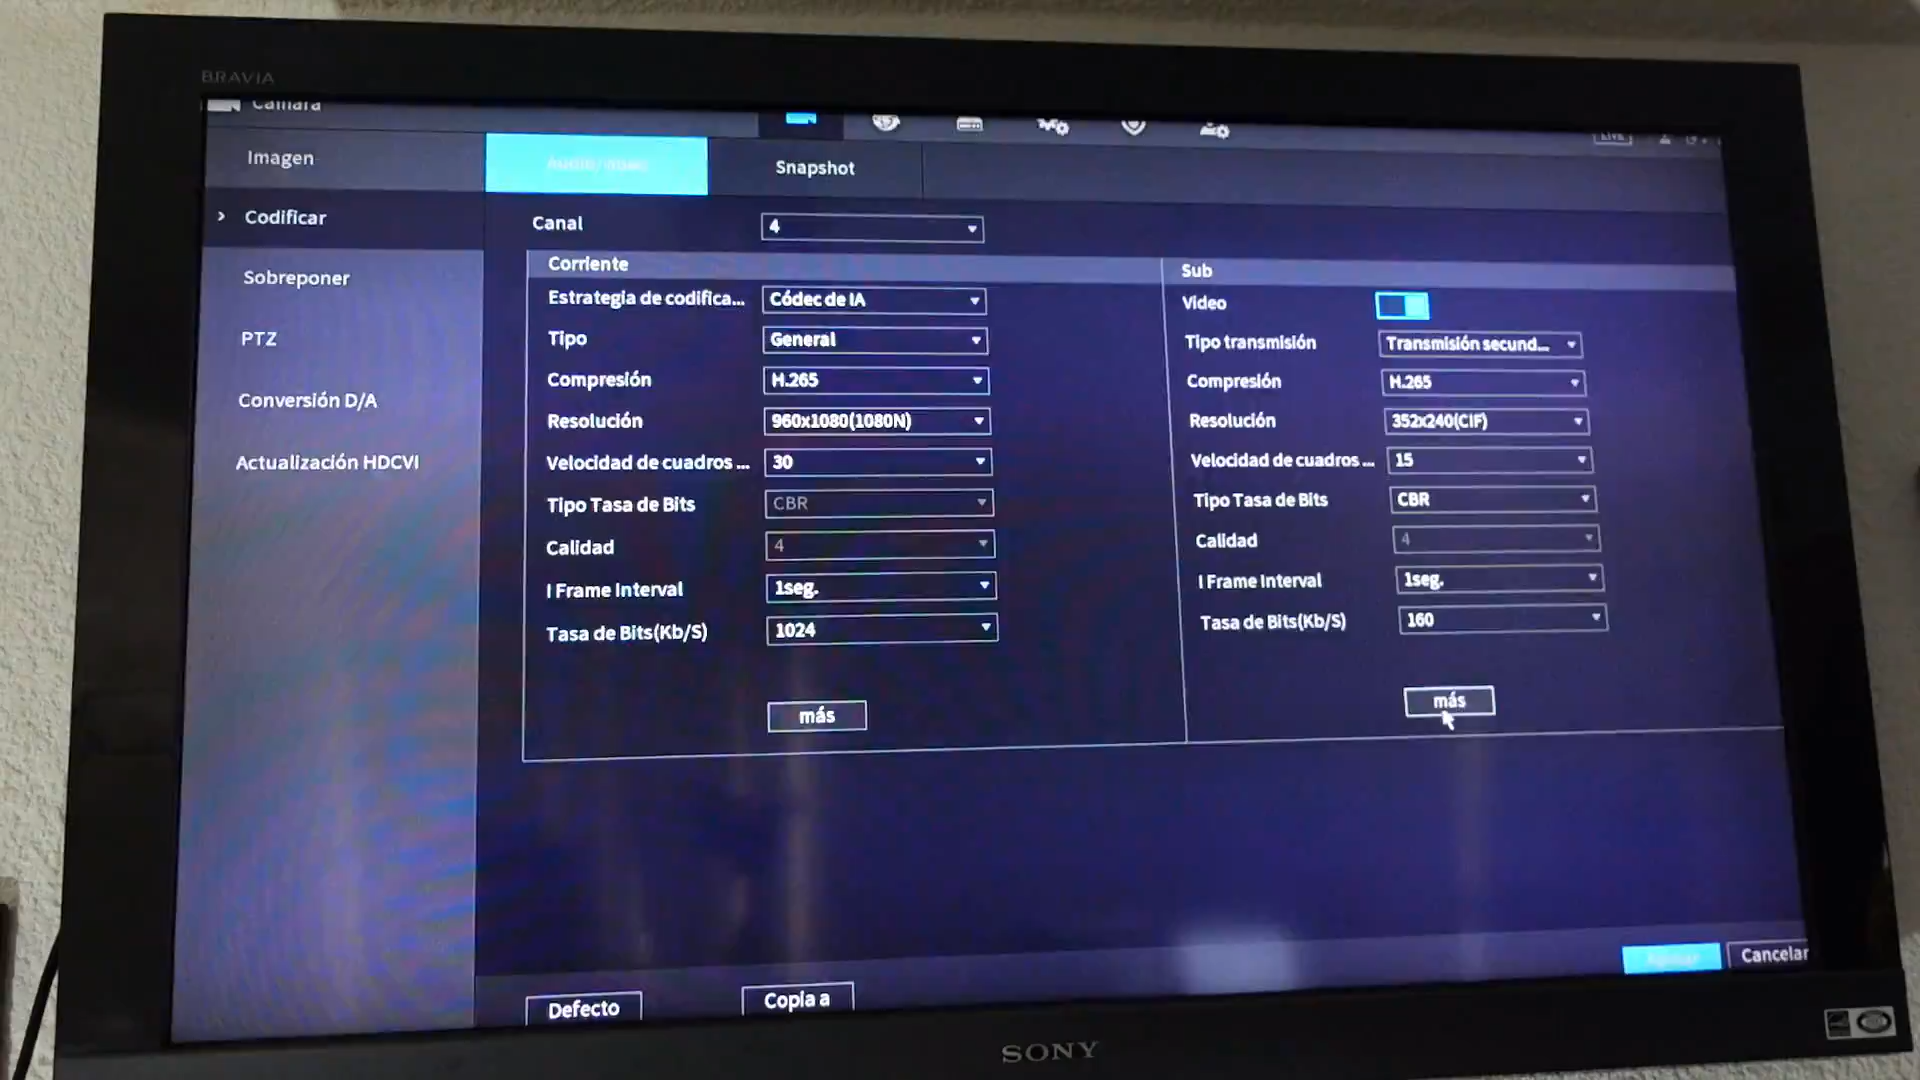 BRAVIA
Cámara
LIVE
Imagen
Snapshot
Codificar
Sobreponer
PTZ
Conversión D/A
Actualización HDCVI
Canal 4
Corriente
Estrategia de codifica... Códec de IA
Tipo General
Compresión H.265
Resolución 960x1080(1080N)
Velocidad de cuadros ... 30
Tipo Tasa de Bits CBR
Calidad 4
I Frame Interval 1seg.
Tasa de Bits(Kb/S) 1024
más
Sub
Video
Tipo transmisión Transmisión secund...
Compresión H.265
Resolución 352x240(CIF)
Velocidad de cuadros ... 15
Tipo Tasa de Bits CBR
Calidad 4
I Frame Interval 1seg.
Tasa de Bits(Kb/S) 160
más
Cancelar
Defecto
Copia a
SONY